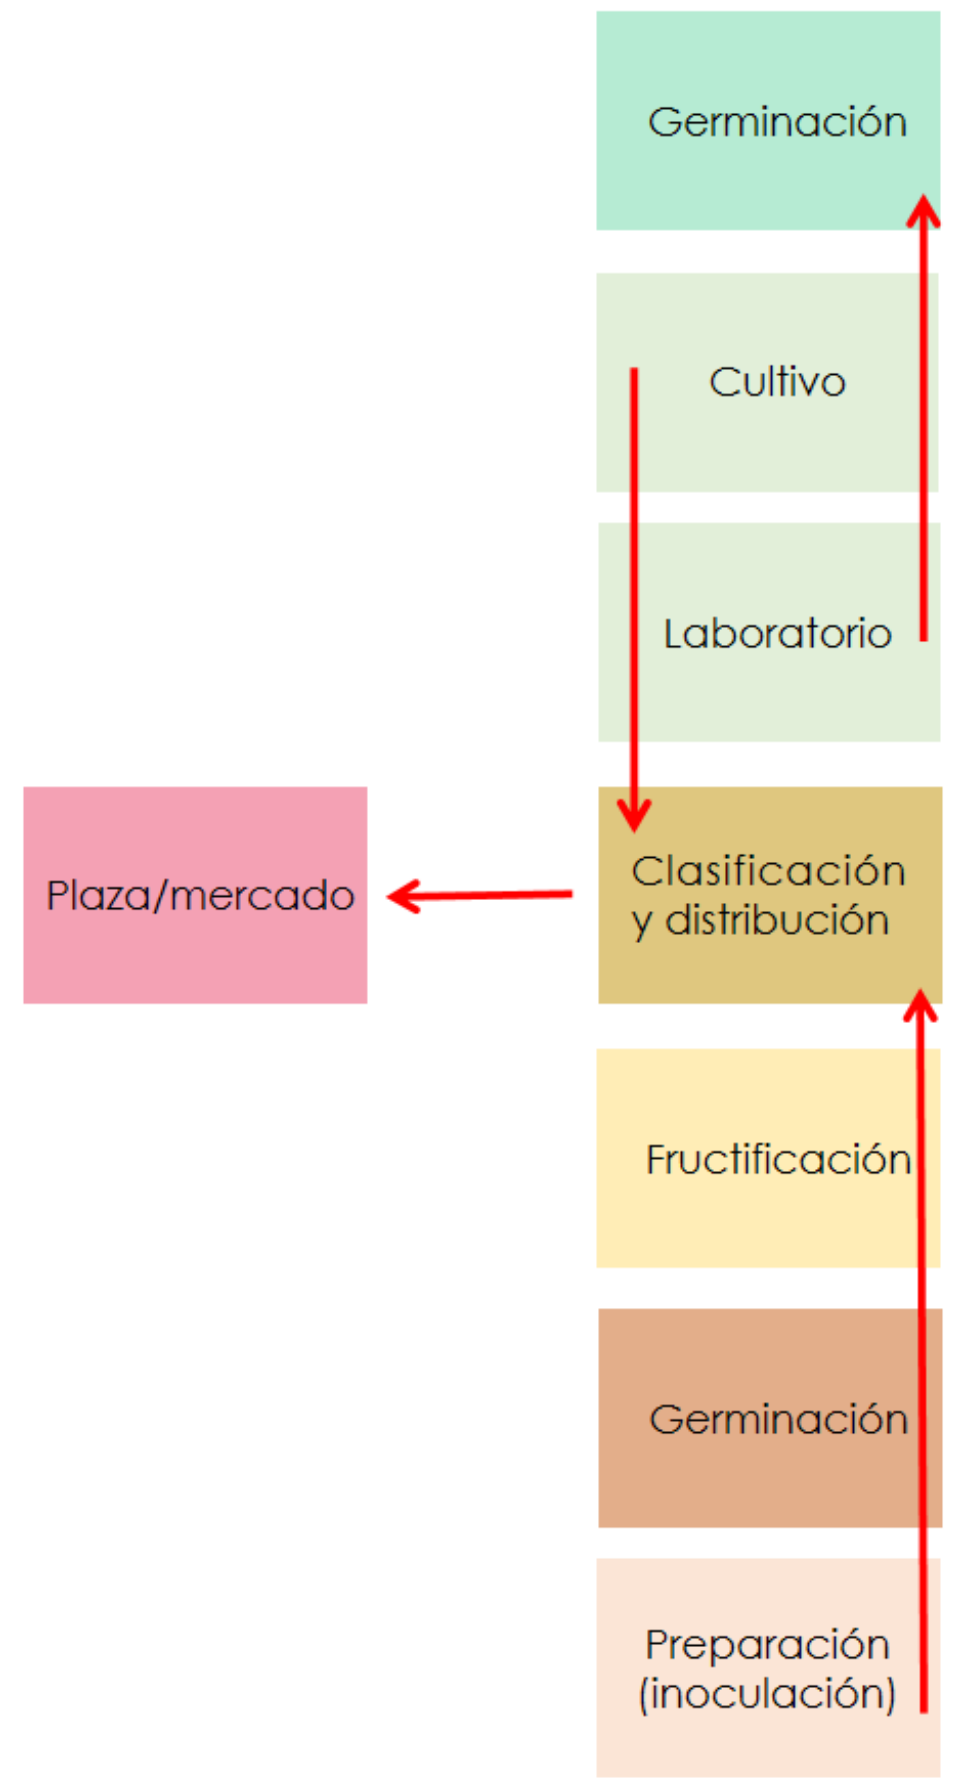 Germinación
Cultivo
Laboratorio
Plaza/mercado
Clasificación
y distribución
Fructificación
Germinación
Preparación
(inoculación)